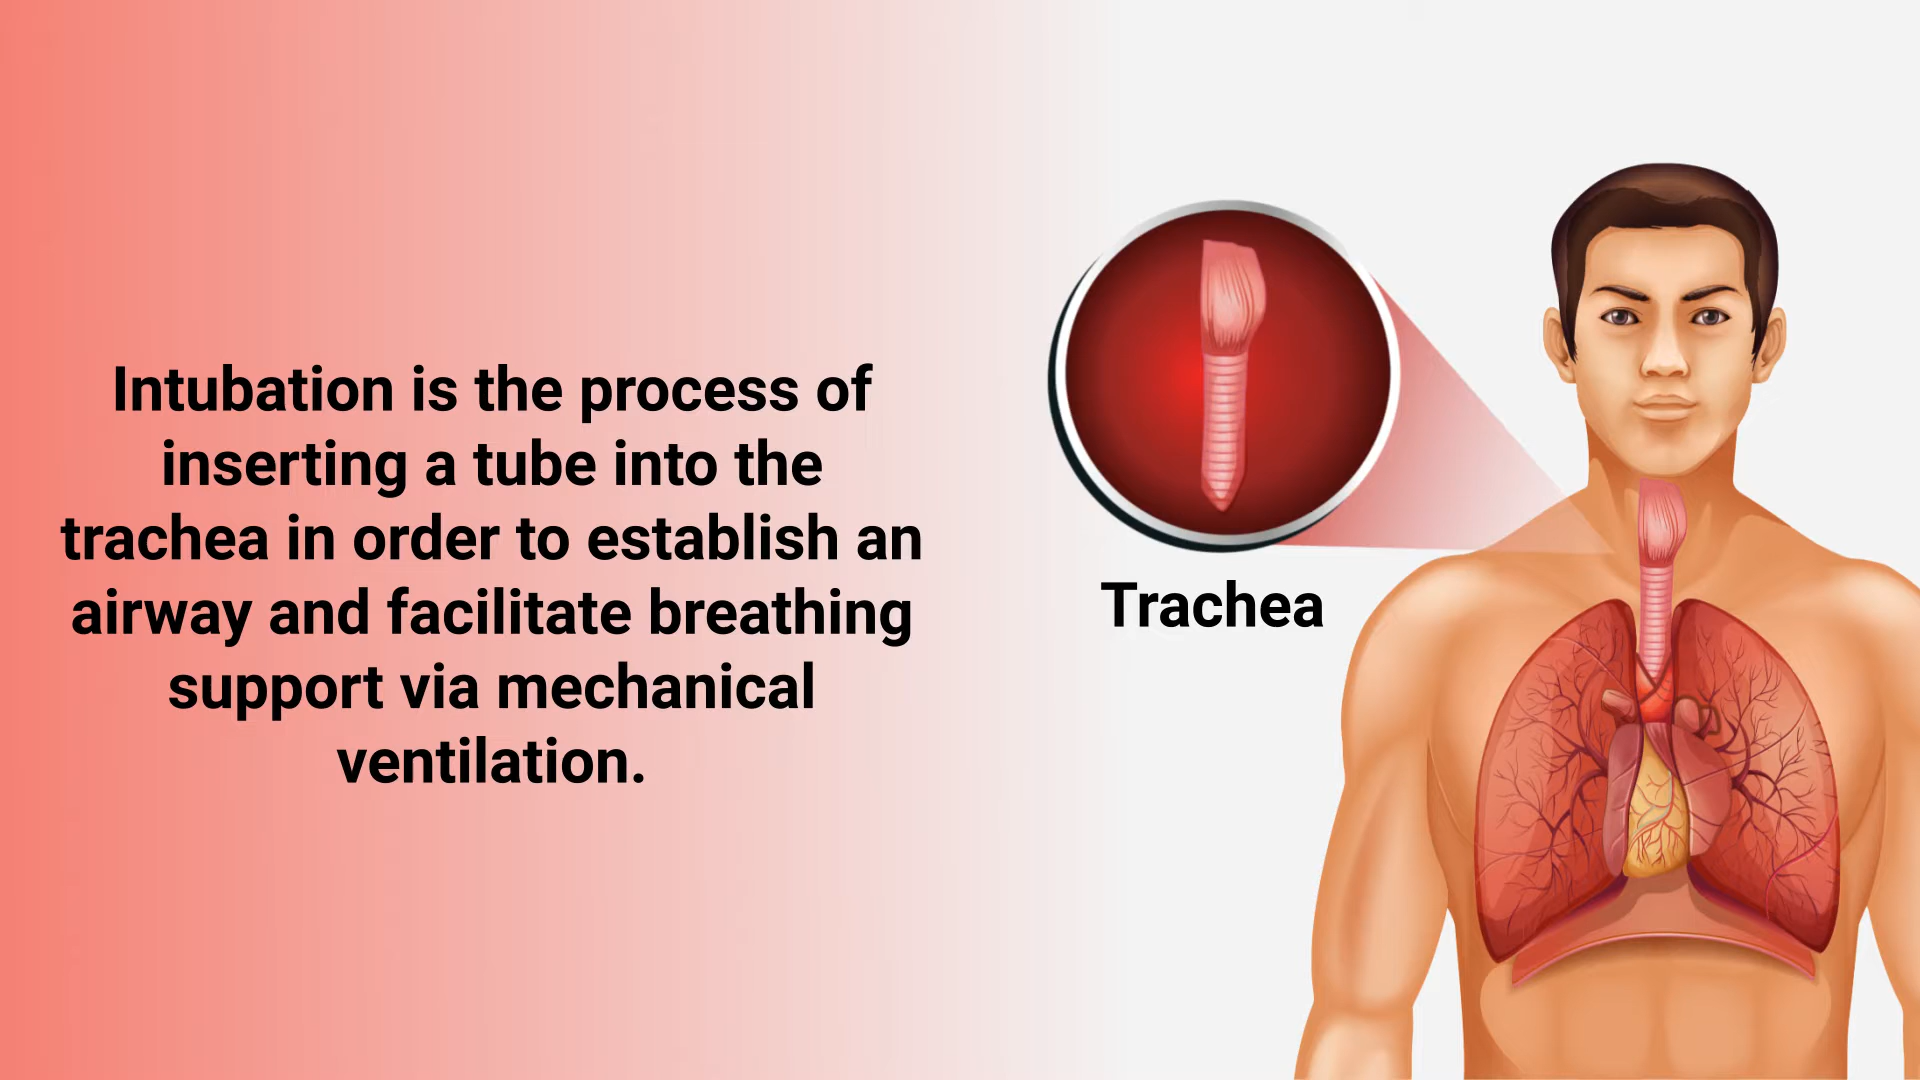 Intubation is the process of
inserting a tube into the
trachea in order to establish an
airway and facilitate breathing
support via mechanical
ventilation.
Trachea